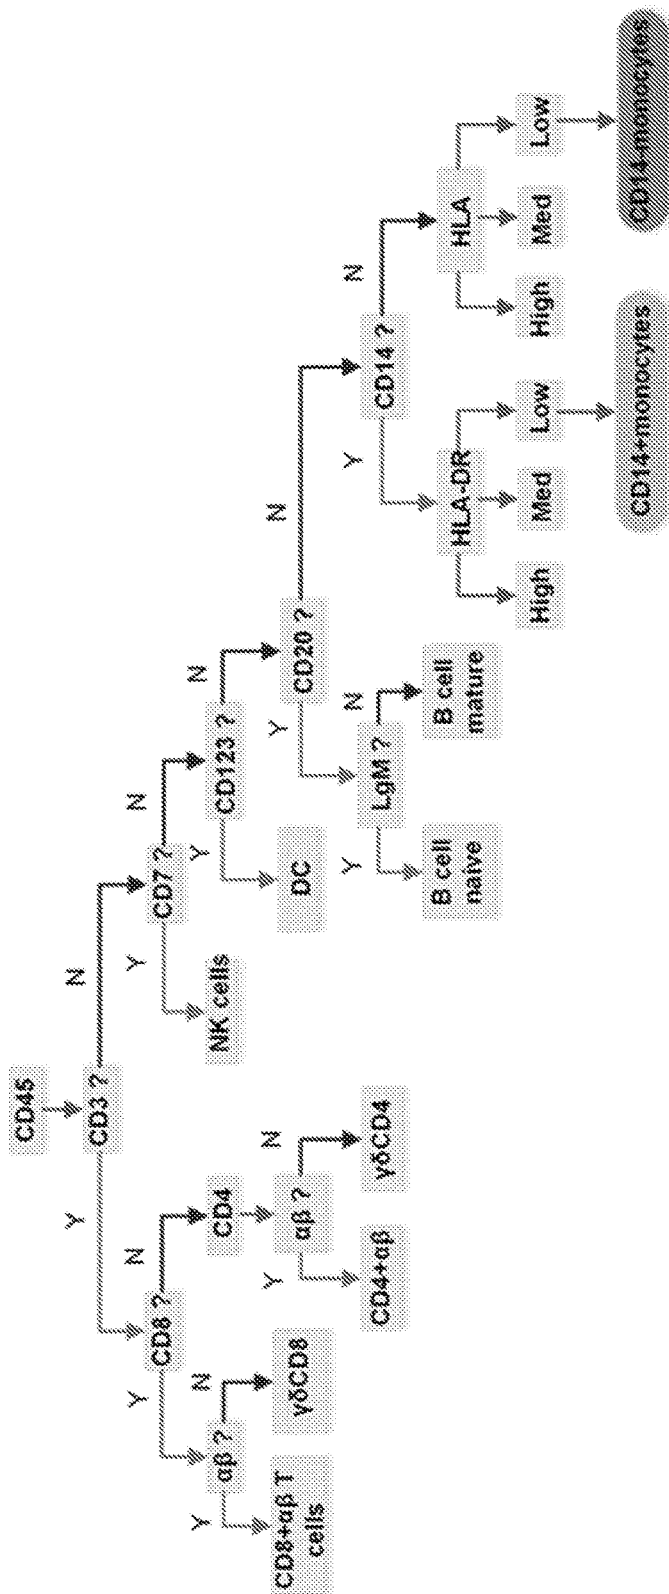 CD45
CD3 ?
Y
N
CD8 ?
CD7 ?
Y
N
Y
N
αβ ?
CD4
NK cells
CD123 ?
Y
N
αβ ?
Y
N
CD8+αβ T
cells
γδCD8
Y
N
CD4+αβ
γδCD4
DC
CD20 ?
Y
N
LgM ?
CD14 ?
Y
N
Y
N
B cell
naive
B cell
mature
HLA-DR
HLA
High
Med
Low
High
Med
Low
CD14+monocytes
CD14-monocytes